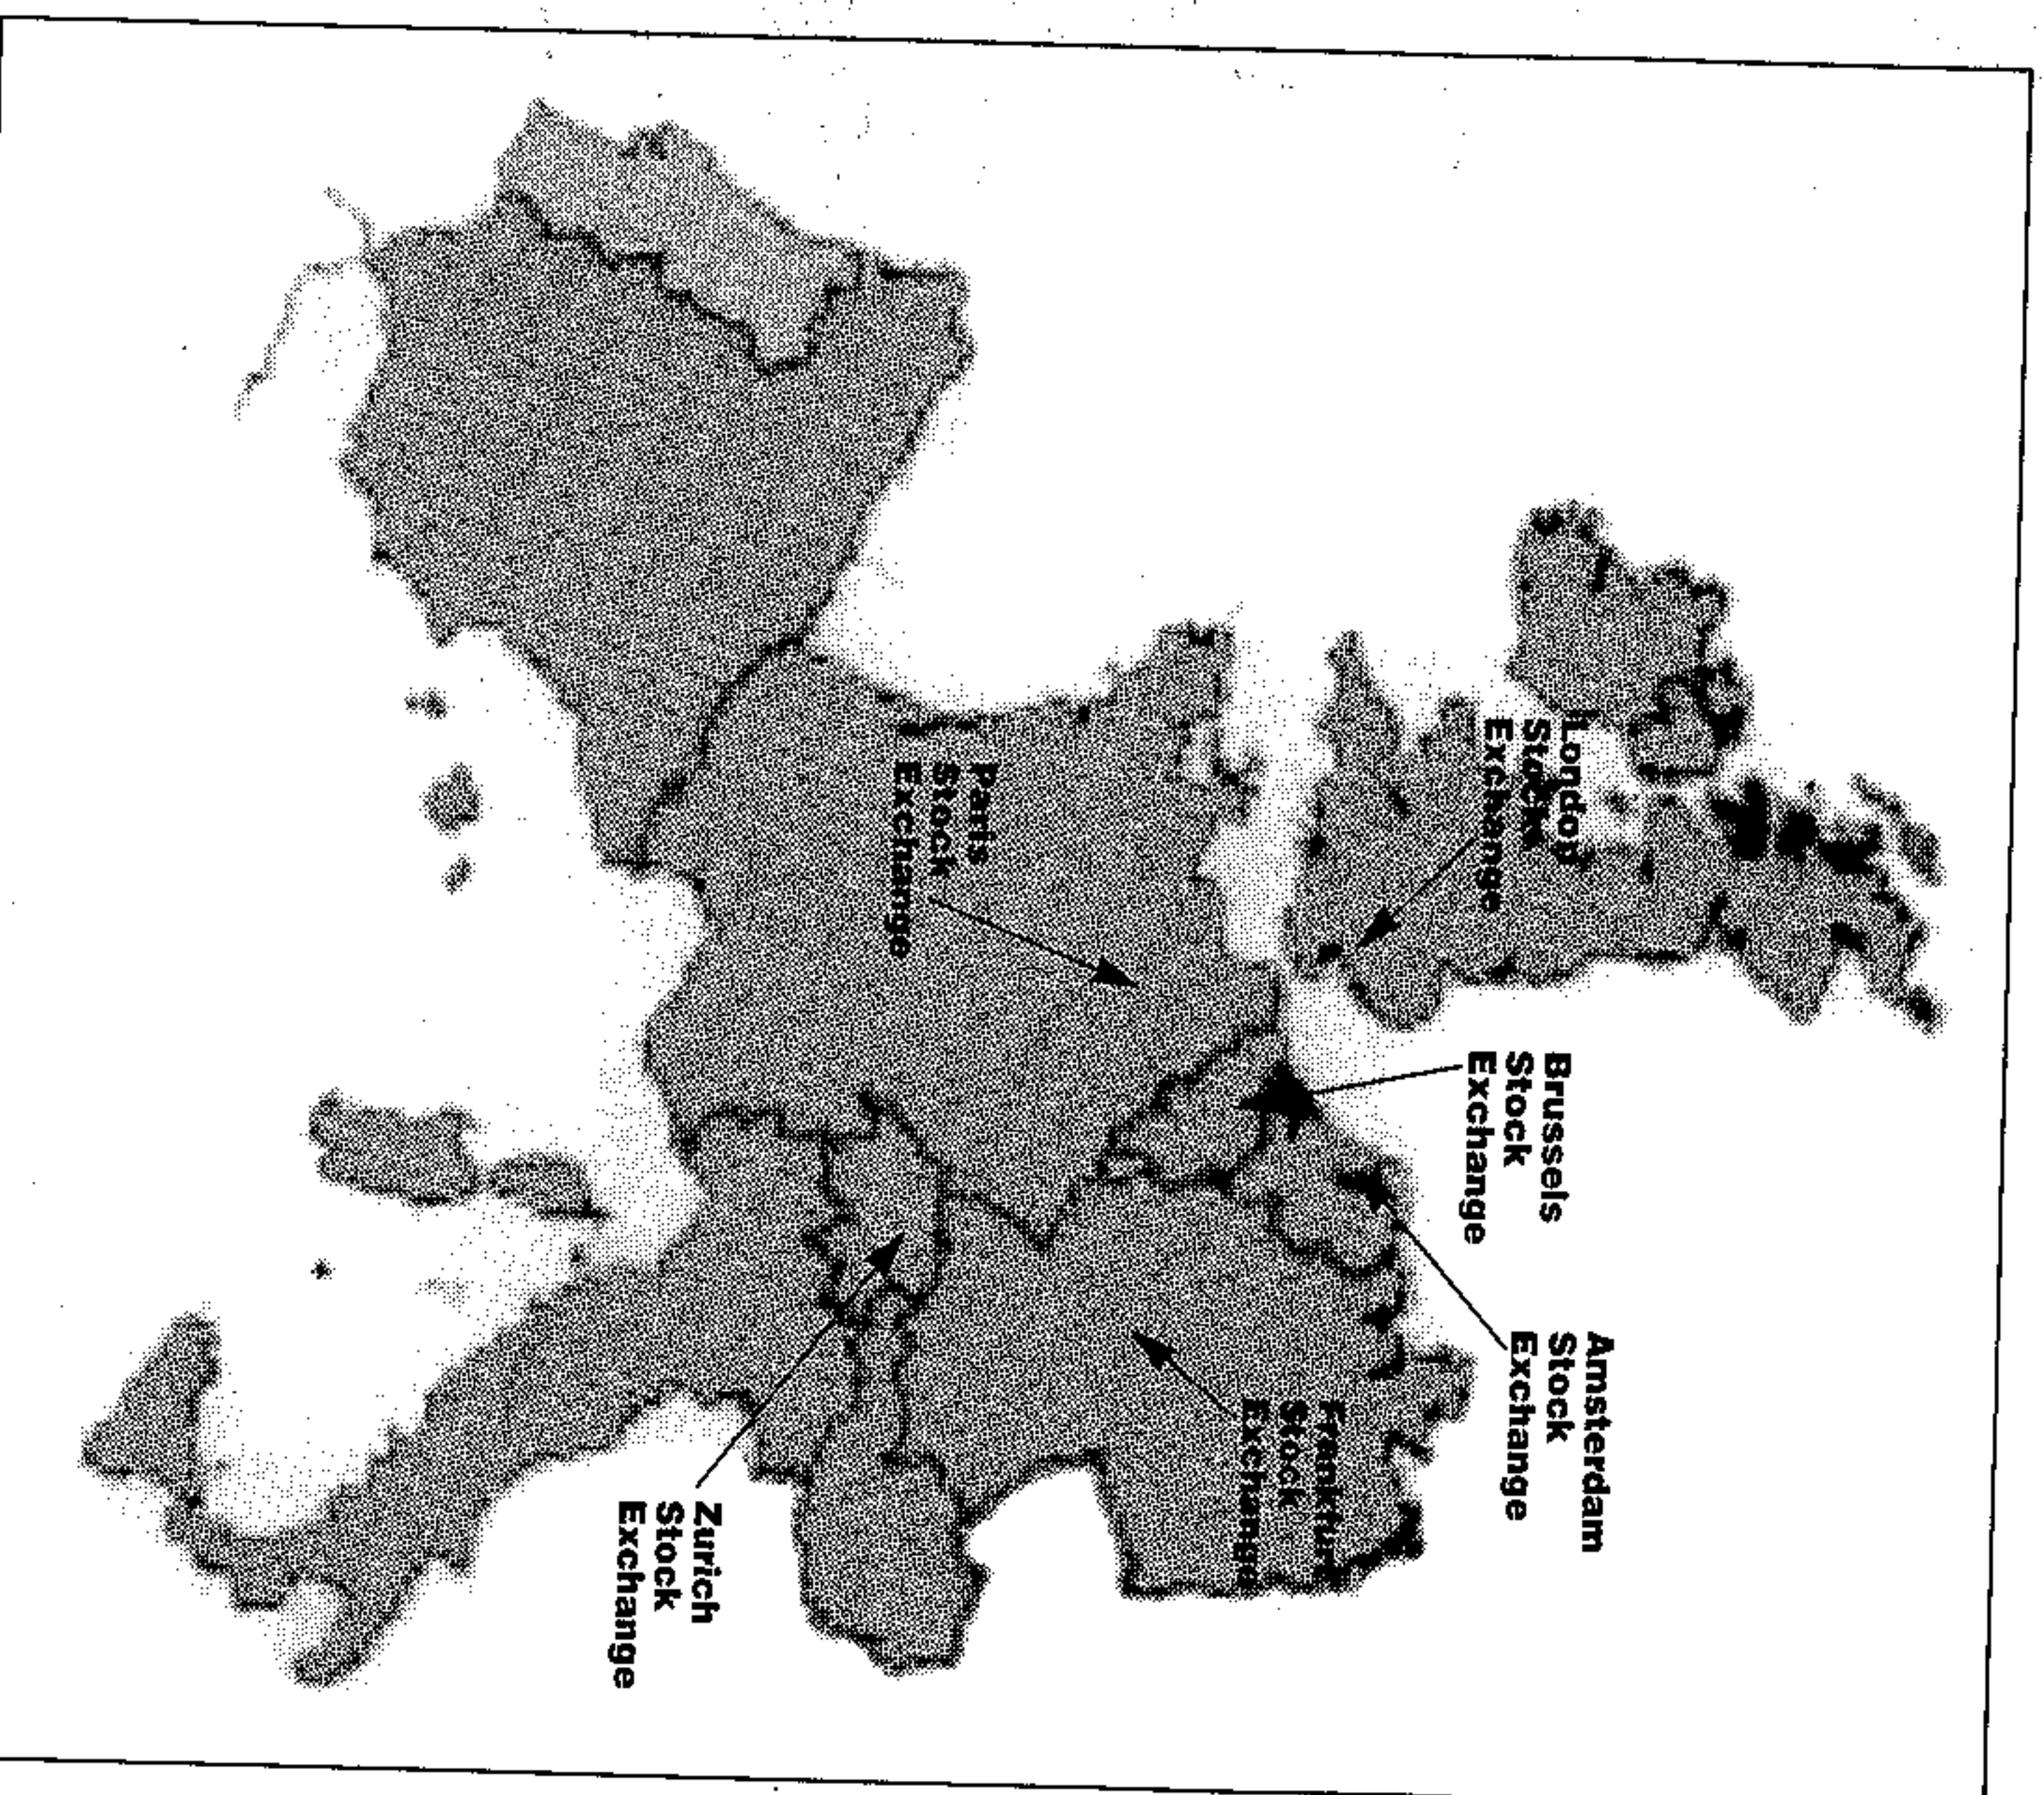 London
Stock
Exchange
Brussels
Stock
Exchange
Amsterdam
Stock
Exchange
Paris
Stock
Exchange
Frankfurt
Stock
Exchange
Zurich
Stock
Exchange